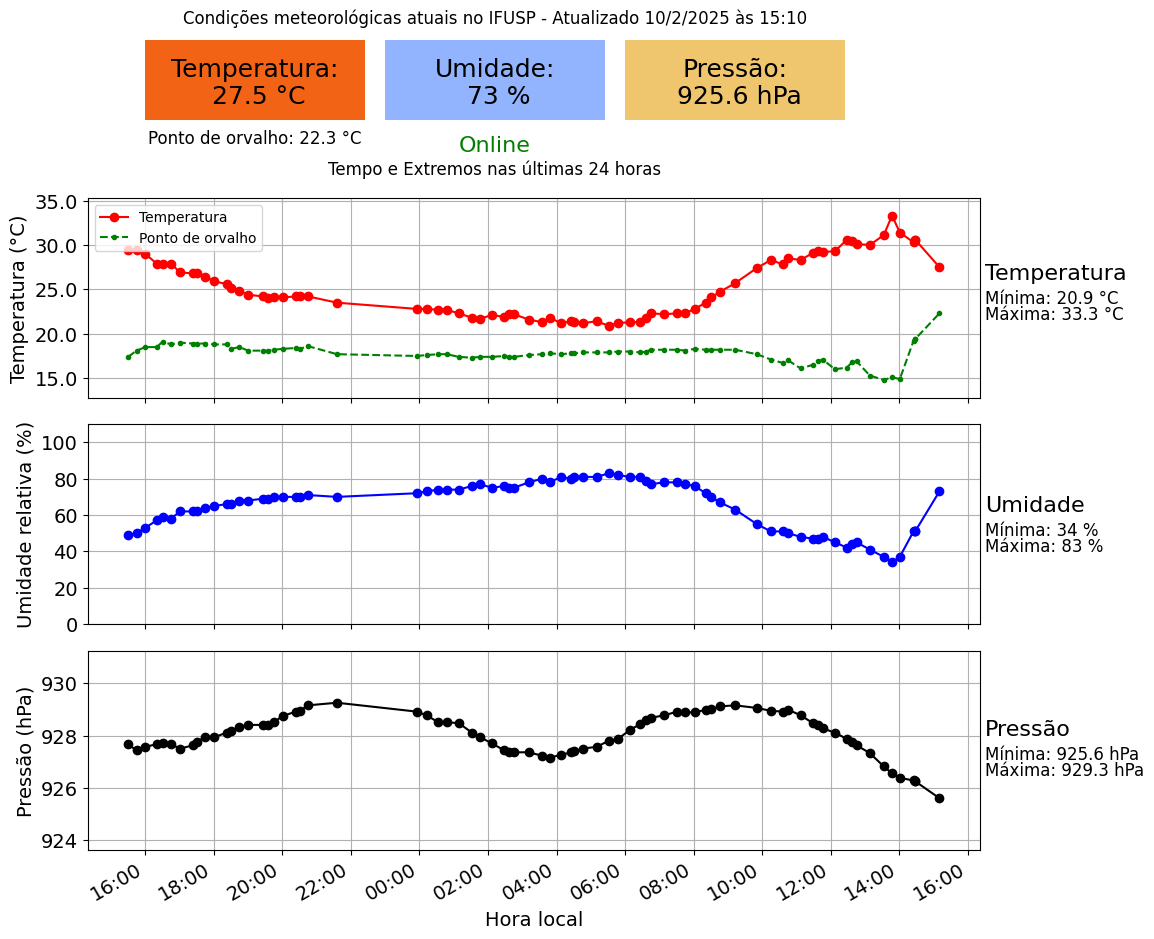 Condições meteorológicas atuais no IFUSP - Atualizado 10/2/2025 às 15:10
Temperatura:
27.5 °C
Umidade:
73 %
Pressão:
925.6 hPa
Ponto de orvalho: 22.3 °C
Online
Tempo e Extremos nas últimas 24 horas
Temperatura (°C)
35.0
30.0
25.0
20.0
15.0
Temperatura
Ponto de orvalho
Temperatura
Mínima: 20.9 °C
Máxima: 33.3 °C
Umidade relativa (%)
100
80
60
40
20
0
Umidade
Mínima: 34 %
Máxima: 83 %
Pressão (hPa)
930
928
926
924
Pressão
Mínima: 925.6 hPa
Máxima: 929.3 hPa
16:00
18:00
20:00
22:00
00:00
02:00
04:00
06:00
08:00
10:00
12:00
14:00
16:00
Hora local